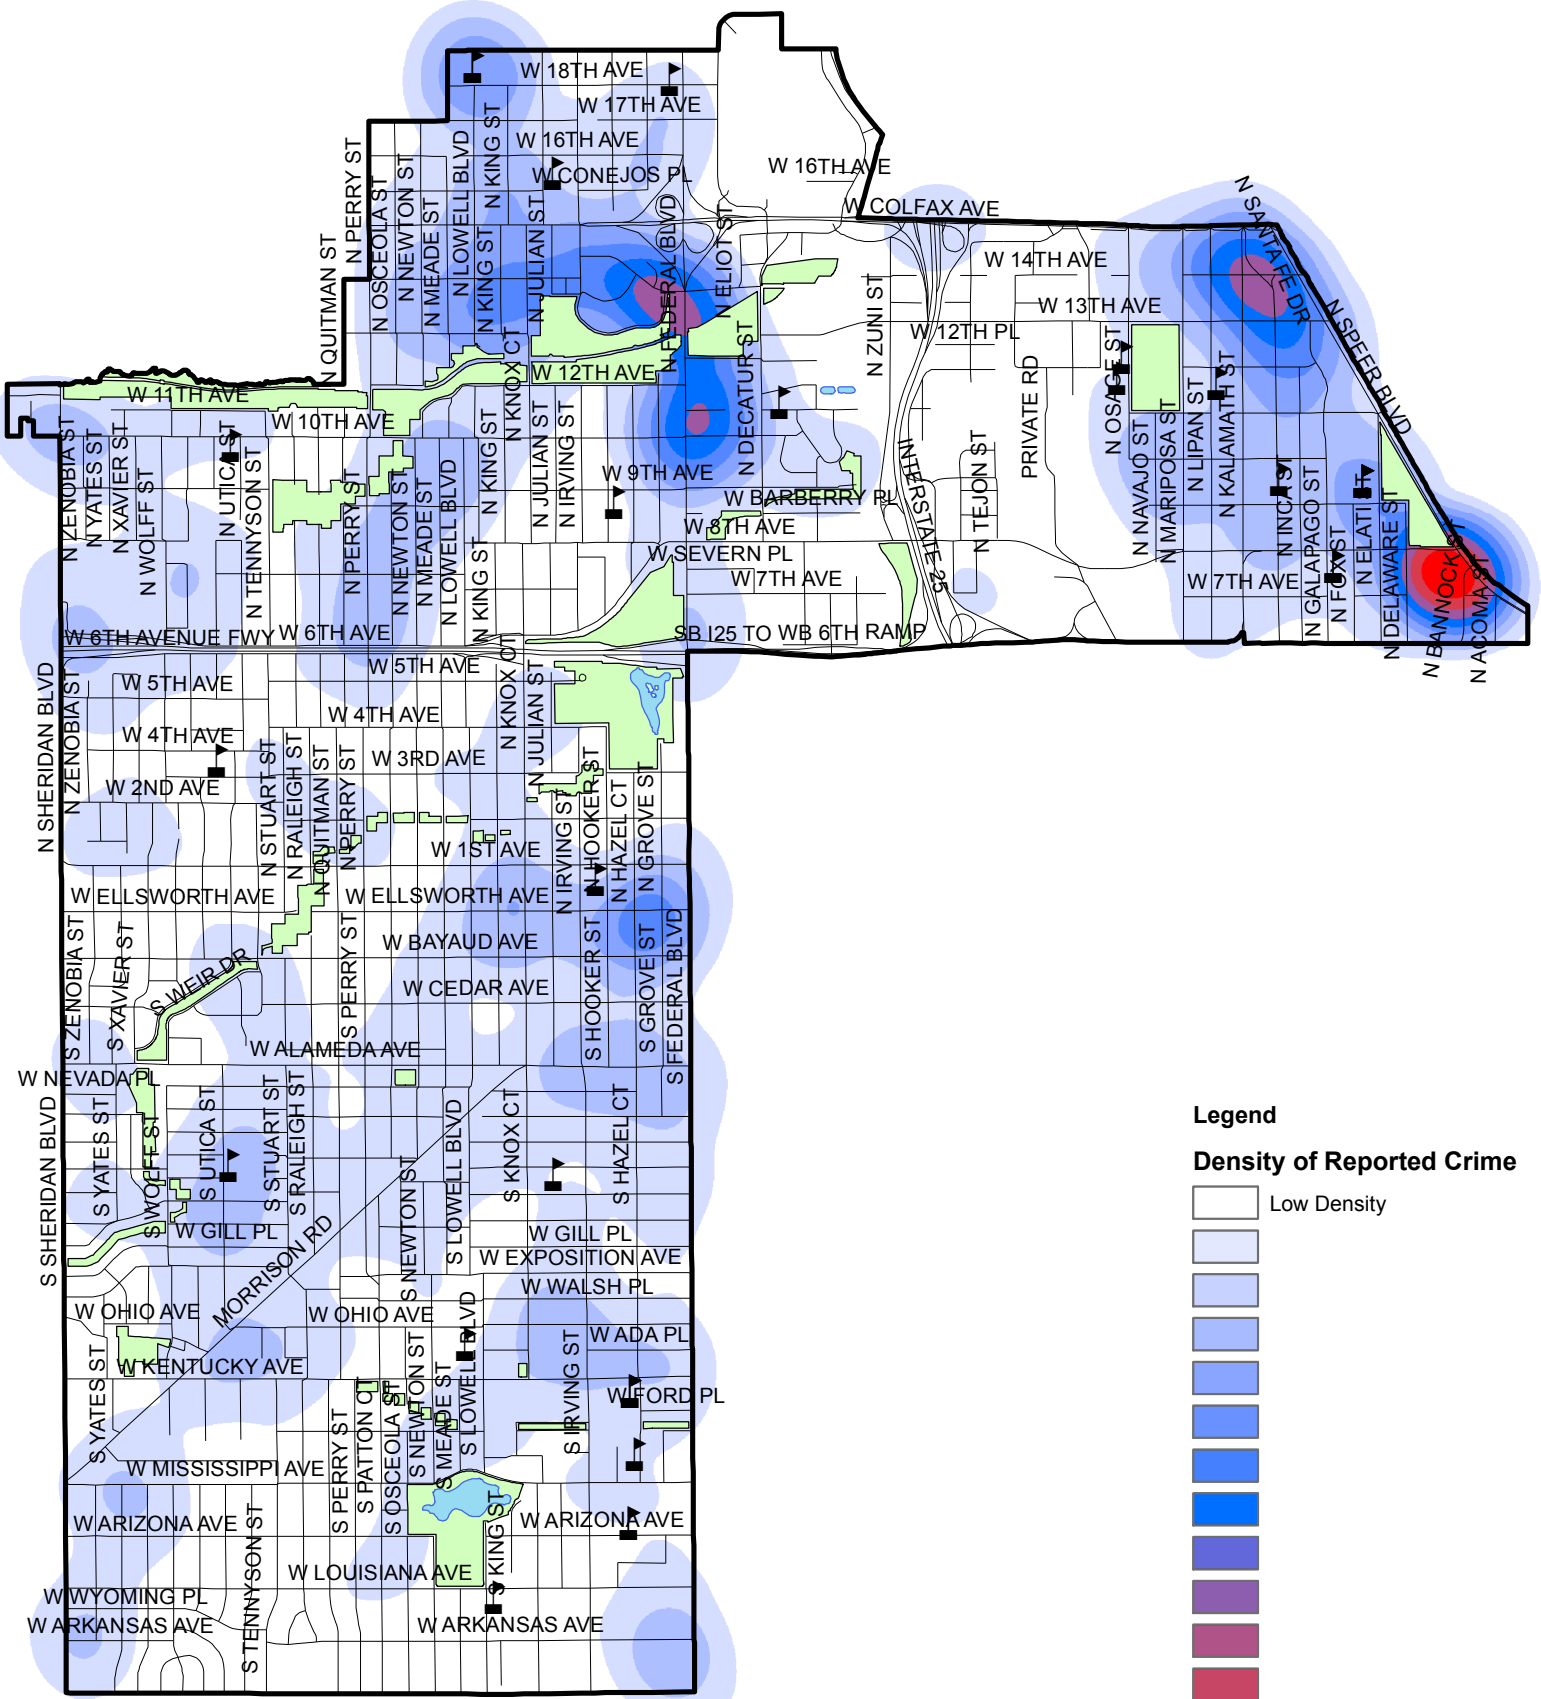 W 18TH AVE
W 17TH AVE
W 16TH AVE
W CONEJOS PL
W 16TH AVE
W COLFAX AVE
N PERRY ST
N OSCEOLA ST
N NEWTON ST
N MEADE ST
N LOWELL BLVD
N KING ST
N KING ST
N JULIAN ST
N FEDERAL BLVD
N ELIOT ST
N SANTA FE DR
W 14TH AVE
W 13TH AVE
W 12TH PL
N SPEER BLVD
N QUITMAN ST
N KNOX CT
W 12TH AVE
N DECATUR ST
N ZUNI ST
PRIVATE RD
N OSAGE ST
W 11TH AVE
W 10TH AVE
N ZENOBIA ST
N YATES ST
N XAVIER ST
N WOLFF ST
N UTICA ST
N TENNYSON ST
N PERRY ST
N NEWTON ST
N MEADE ST
N LOWELL BLVD
N KING ST
N KING ST
N JULIAN ST
N IRVING ST
W 9TH AVE
W BARBERRY PL
W 8TH AVE
W SEVERN PL
W 7TH AVE
INTERSTATE 25
N TEJON ST
N NAVAJO ST
N MARIPOSA ST
N LIPAN ST
N KALAMATH ST
N INCA ST
N GALAPAGO ST
N FOX ST
N ELATI ST
N DELAWARE ST
N BANNOCK ST
N ACOMA ST
W 7TH AVE
W 6TH AVENUE FWY
W 6TH AVE
SB I25 TO WB 6TH RAMP
W 5TH AVE
W 5TH AVE
N SHERIDAN BLVD
N ZENOBIA ST
W 4TH AVE
W 4TH AVE
W 3RD AVE
W 2ND AVE
N KNOX CT
N JULIAN ST
N STUART ST
N RALEIGH ST
N QUITMAN ST
N PERRY ST
N IRVING ST
N HOOKER ST
N HAZEL CT
N GROVE ST
W 1ST AVE
W ELLSWORTH AVE
W ELLSWORTH AVE
W BAYAUD AVE
W CEDAR AVE
S ZENOBIA ST
S XAVIER ST
S WEIR DR
S PERRY ST
S HOOKER ST
S GROVE ST
S FEDERAL BLVD
W ALAMEDA AVE
W NEVADA PL
S SHERIDAN BLVD
S YATES ST
S WOLFF ST
S UTICA ST
S STUART ST
S RALEIGH ST
S NEWTON ST
S LOWELL BLVD
S KNOX CT
S HAZEL CT
W GILL PL
W GILL PL
W EXPOSITION AVE
MORRISON RD
W WALSH PL
W OHIO AVE
W OHIO AVE
W ADA PL
W KENTUCKY AVE
W FORD PL
S YATES ST
S PERRY ST
S PATTON CT
S OSCEOLA ST
S NEWTON ST
S MEADE ST
S LOWELL BLVD
S IRVING ST
W MISSISSIPPI AVE
W ARIZONA AVE
W ARIZONA AVE
S TENNYSON ST
S KING ST
W LOUISIANA AVE
W WYOMING PL
W ARKANSAS AVE
W ARKANSAS AVE
Legend
Density of Reported Crime
Low Density